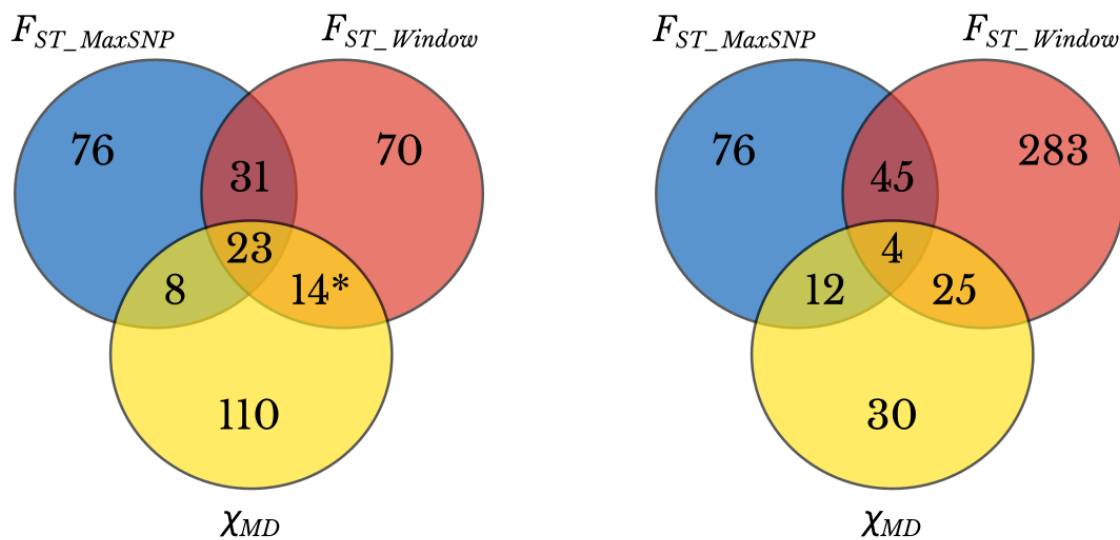 F_ST_MaxSNP F_ST_Window
76 31 70
23
8 14*
110
χ_MD
F_ST_MaxSNP F_ST_Window
76 45 283
4
12 25
30
χ_MD